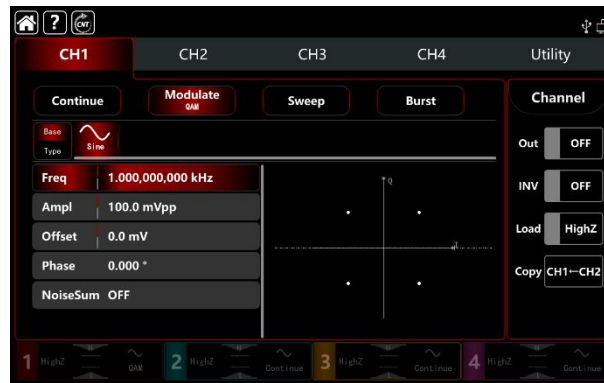 ? CNT
CH1 CH2 CH3 CH4 Utility
Continue Modulate QAM Sweep Burst Channel
Base Type Sine
Out OFF
Freq 1.000,000,000 kHz
Q
INV OFF
Ampl 100.0 mVpp
Offset 0.0 mV
Load HighZ
I
Phase 0.000 °
Copy CH1←CH2
NoiseSum OFF
1 HighZ QAM 2 HighZ Continue 3 HighZ Continue 4 HighZ Continue